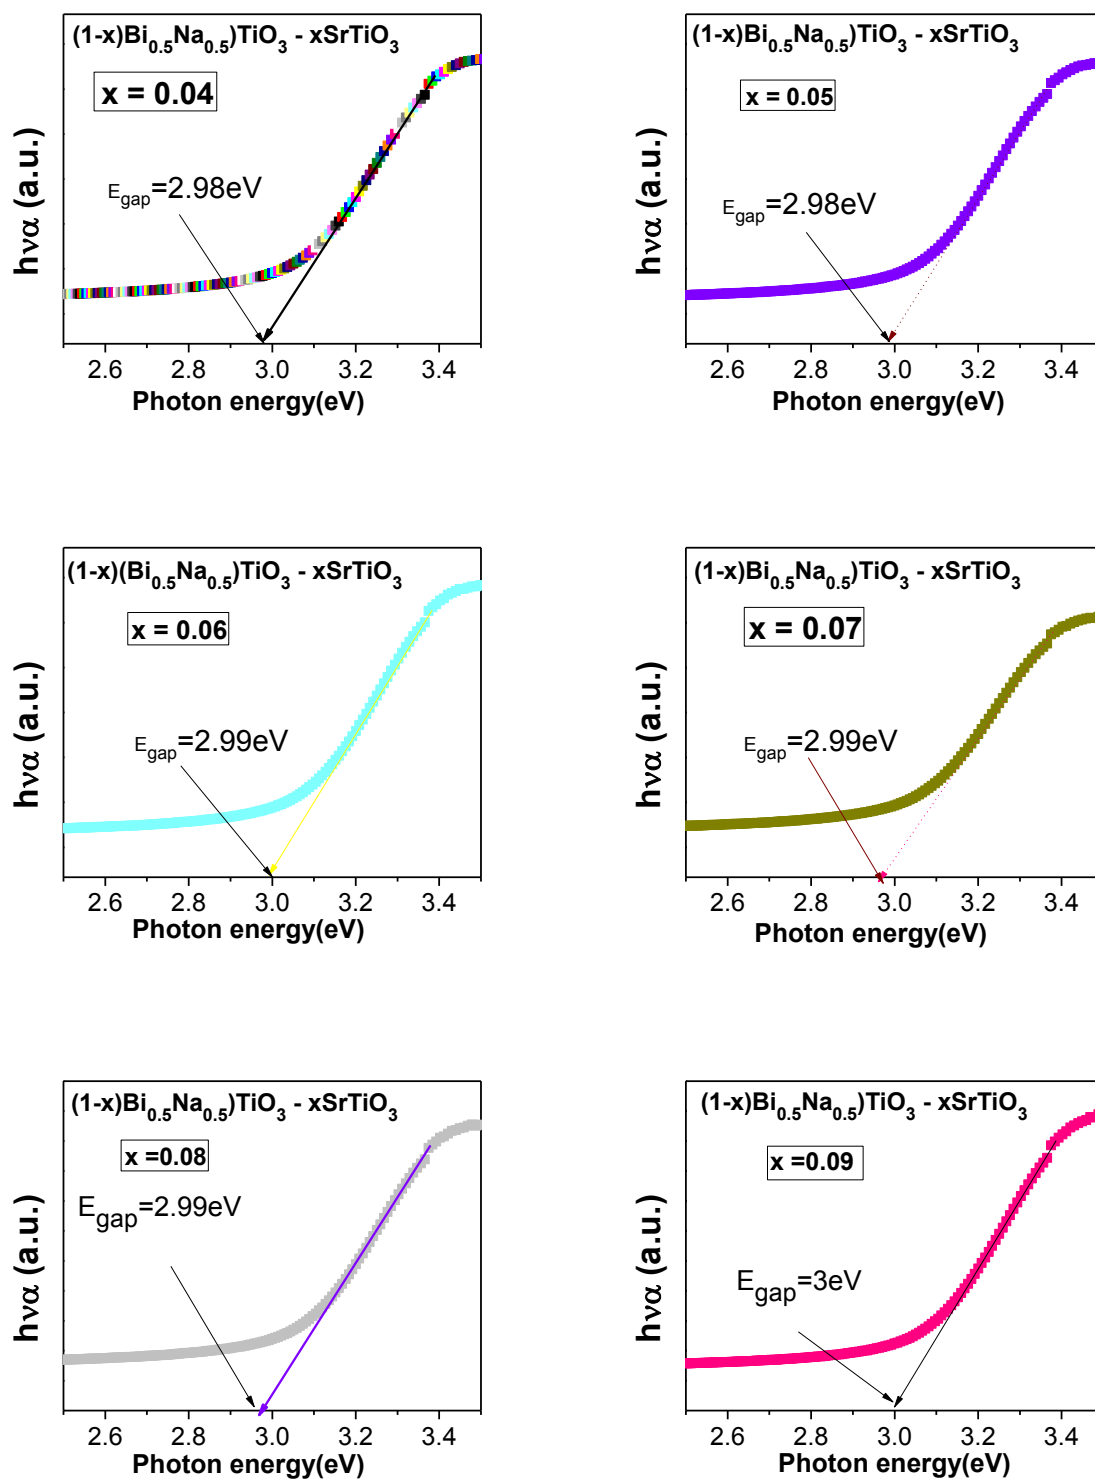 (1-x)Bi0.5Na0.5)TiO3 - xSrTiO3
x = 0.04
Egap=2.98eV
hνα (a.u.)
2.6 2.8 3.0 3.2 3.4
Photon energy(eV)
(1-x)Bi0.5Na0.5)TiO3 - xSrTiO3
x = 0.05
Egap=2.98eV
hνα (a.u.)
2.6 2.8 3.0 3.2 3.4
Photon energy(eV)
(1-x)(Bi0.5Na0.5)TiO3 - xSrTiO3
x = 0.06
Egap=2.99eV
hνα (a.u.)
2.6 2.8 3.0 3.2 3.4
Photon energy(eV)
(1-x)Bi0.5Na0.5)TiO3 - xSrTiO3
x = 0.07
Egap=2.99eV
hνα (a.u.)
2.6 2.8 3.0 3.2 3.4
Photon energy(eV)
(1-x)Bi0.5Na0.5)TiO3 - xSrTiO3
x =0.08
Egap=2.99eV
hνα (a.u.)
2.6 2.8 3.0 3.2 3.4
Photon energy(eV)
(1-x)Bi0.5Na0.5)TiO3 - xSrTiO3
x =0.09
Egap=3eV
hνα (a.u.)
2.6 2.8 3.0 3.2 3.4
Photon energy(eV)